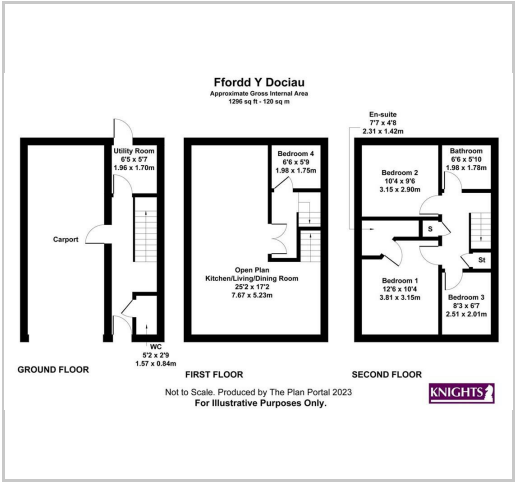 Ffordd Y Dociau
Approximate Gross Internal Area
1296 sq ft - 120 sq m
Utility Room
6'5 x 5'7
1.96 x 1.70m
Carport
WC
5'2 x 2'9
1.57 x 0.84m
GROUND FLOOR
Bedroom 4
6'6 x 5'9
1.98 x 1.75m
Open Plan
Kitchen/Living/Dining Room
25'2 x 17'2
7.67 x 5.23m
FIRST FLOOR
En-suite
7'7 x 4'8
2.31 x 1.42m
Bedroom 2
10'4 x 9'6
3.15 x 2.90m
Bathroom
6'6 x 5'10
1.98 x 1.78m
S
St
Bedroom 1
12'6 x 10'4
3.81 x 3.15m
Bedroom 3
8'3 x 6'7
2.51 x 2.01m
SECOND FLOOR
Not to Scale. Produced by The Plan Portal 2023
For Illustrative Purposes Only.
KNIGHTS